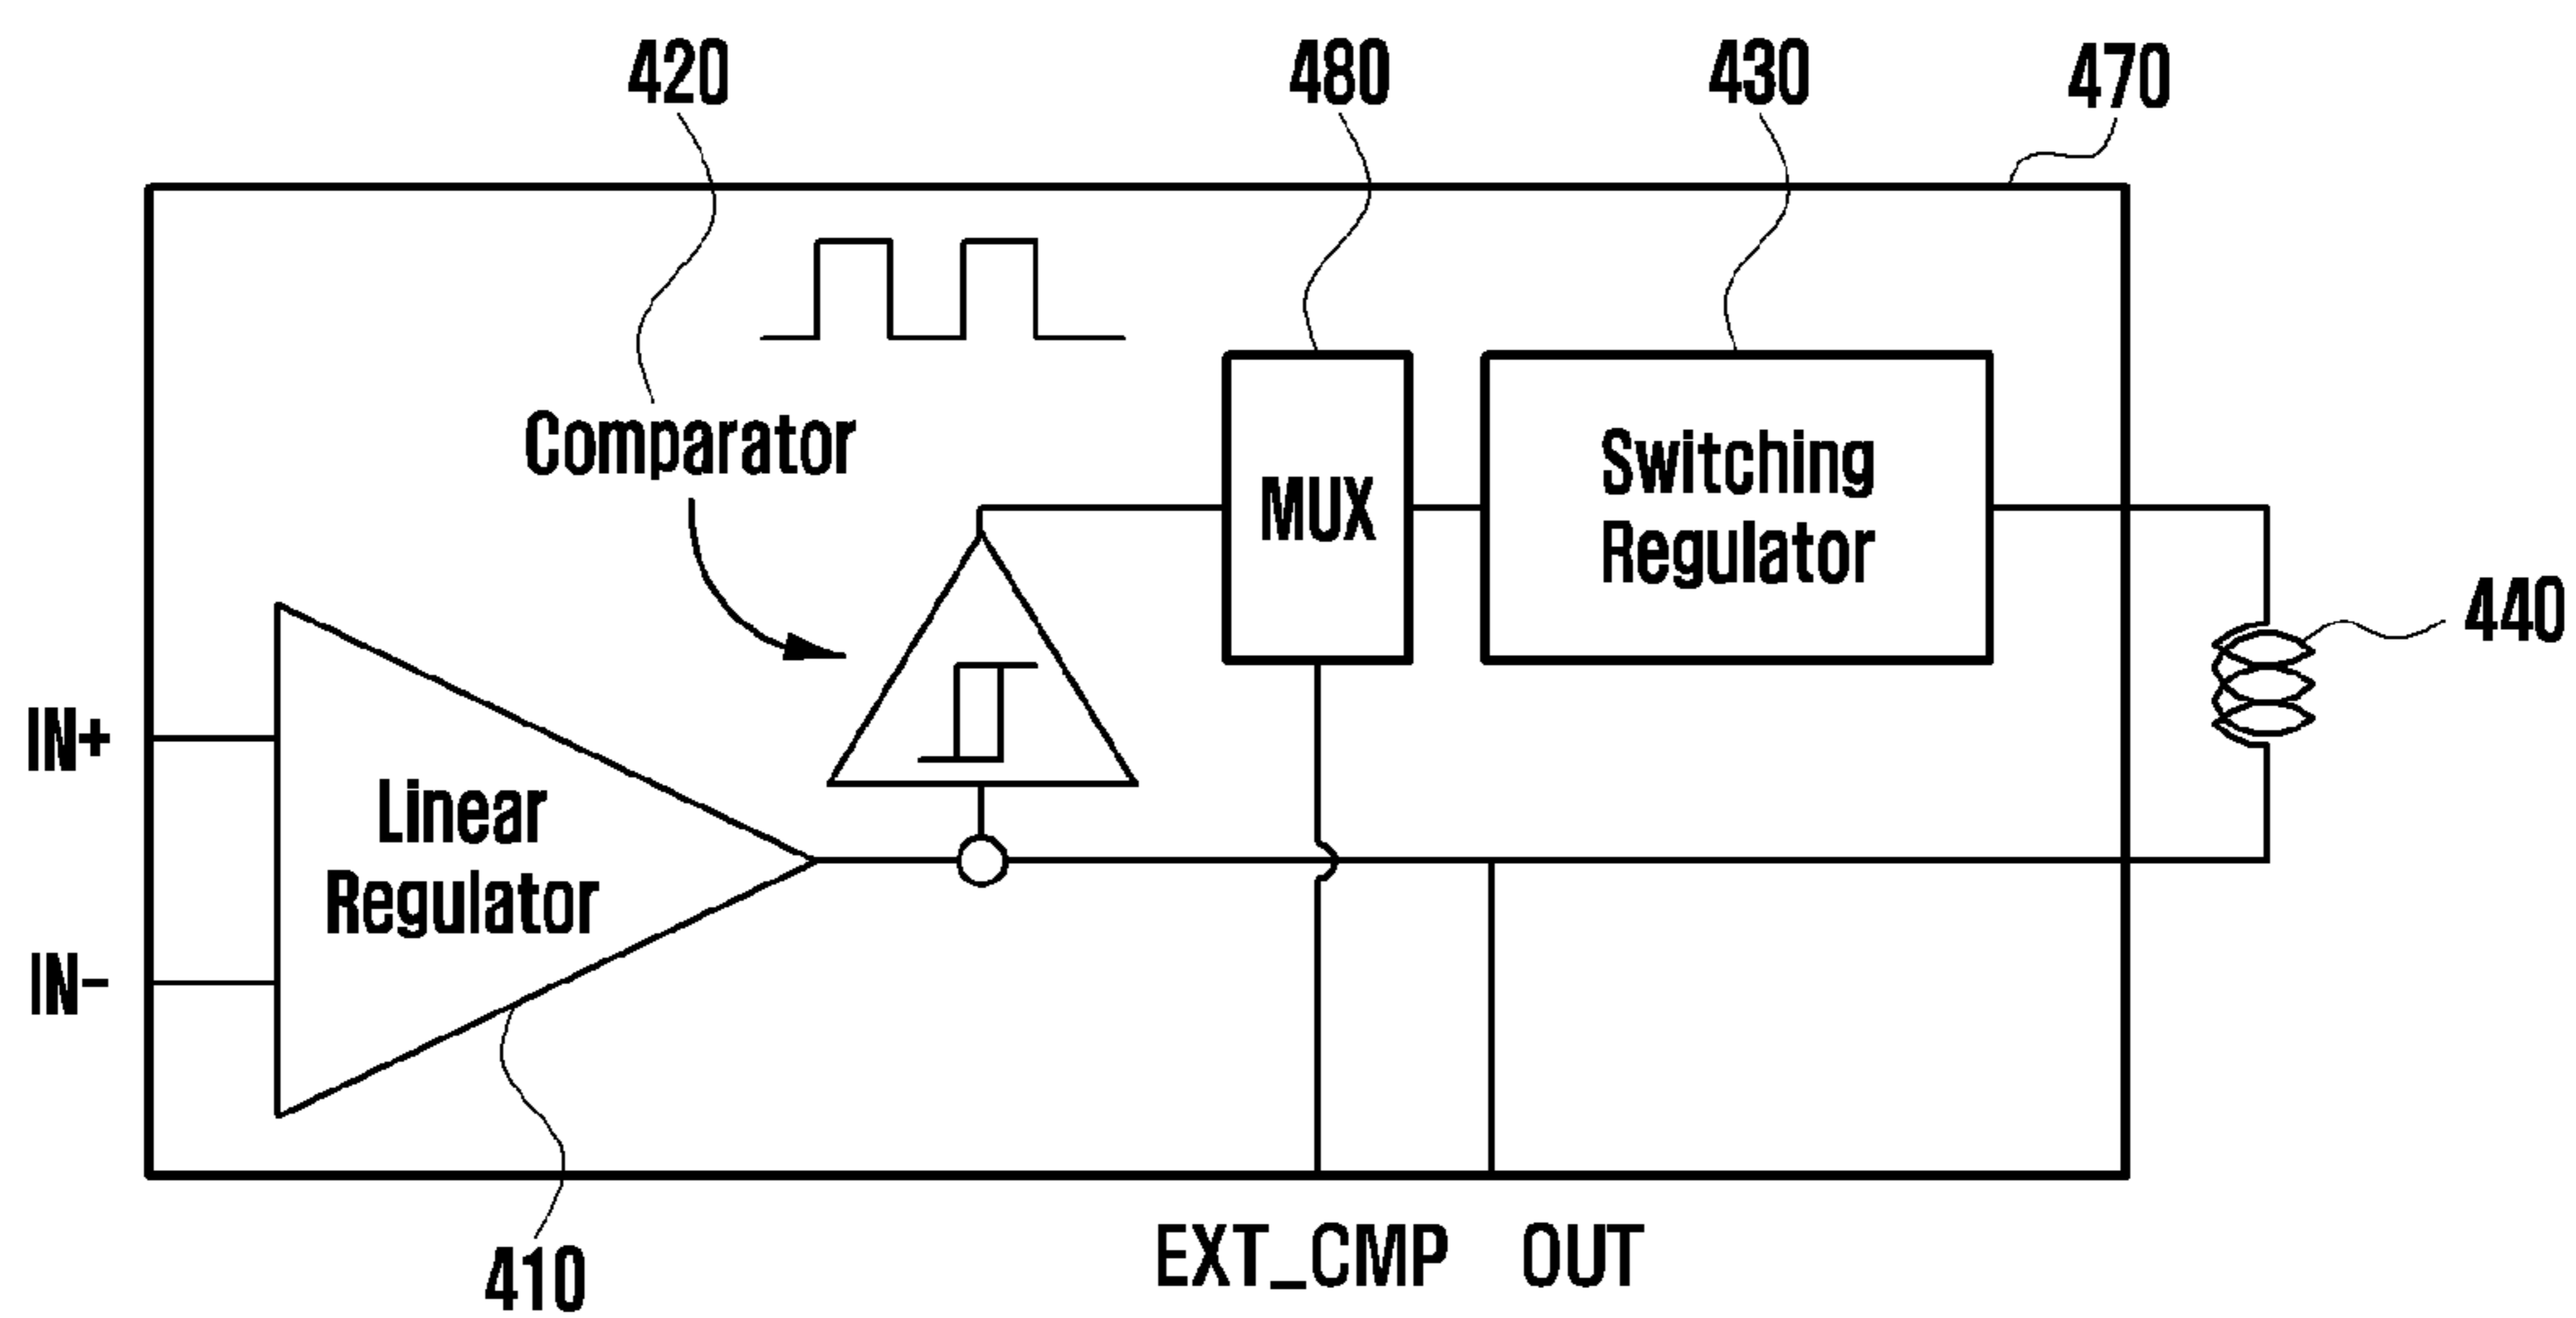 420
480
430
470
Comparator
MUX
Switching
Regulator
440
IN+
Linear
Regulator
IN-
EXT_CMP
OUT
410